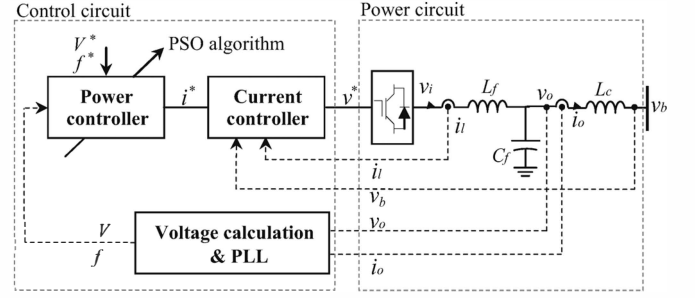 Control circuit
Power circuit
V*
f*
PSO algorithm
Power
controller
i*
Current
controller
v*
vi
il
Lf
vo
io
Lc
vb
Cf
il
vb
vo
io
V
f
Voltage calculation
& PLL